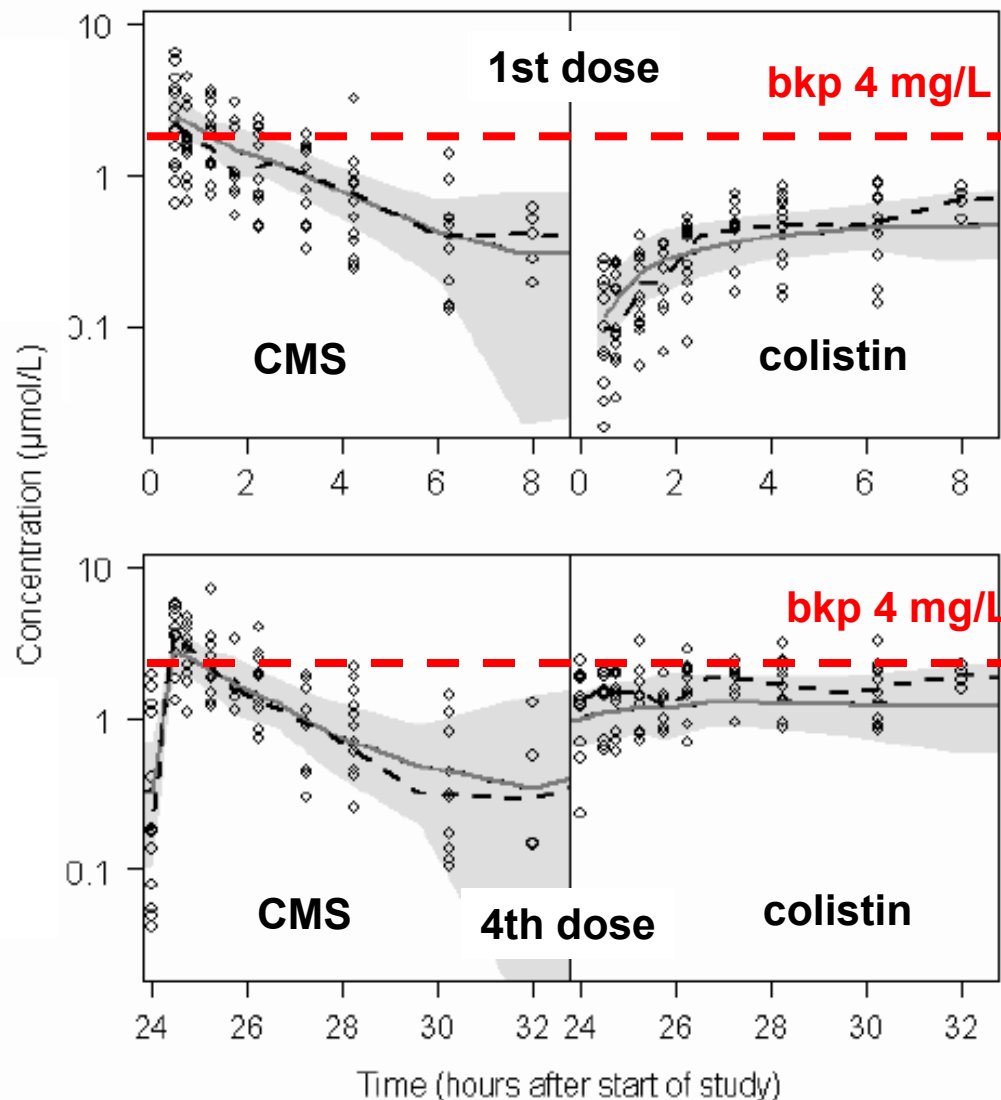 10
1st dose
bkp 4 mg/L
1
0.1
CMS
colistin
0 2 4 6 8 0 2 4 6 8
Concentration (µmol/L)
10
bkp 4 mg/L
1
0.1
CMS
4th dose
colistin
24 26 28 30 32 24 26 28 30 32
Time (hours after start of study)